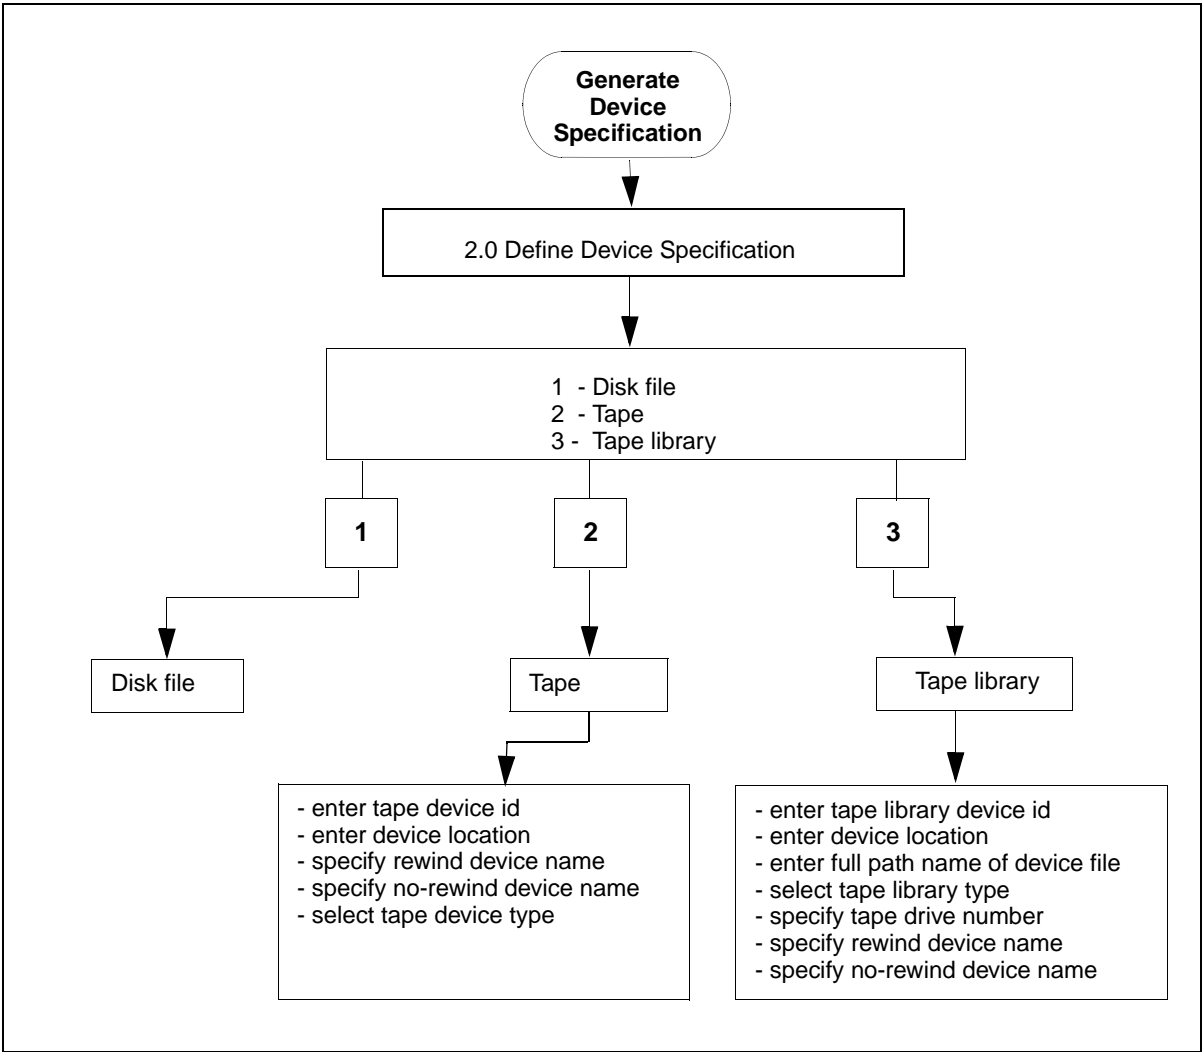 Generate
Device
Specification
2.0 Define Device Specification
1 - Disk file
2 - Tape
3 - Tape library
1
2
3
Disk file
Tape
Tape library
- enter tape device id
- enter device location
- specify rewind device name
- specify no-rewind device name
- select tape device type
- enter tape library device id
- enter device location
- enter full path name of device file
- select tape library type
- specify tape drive number
- specify rewind device name
- specify no-rewind device name